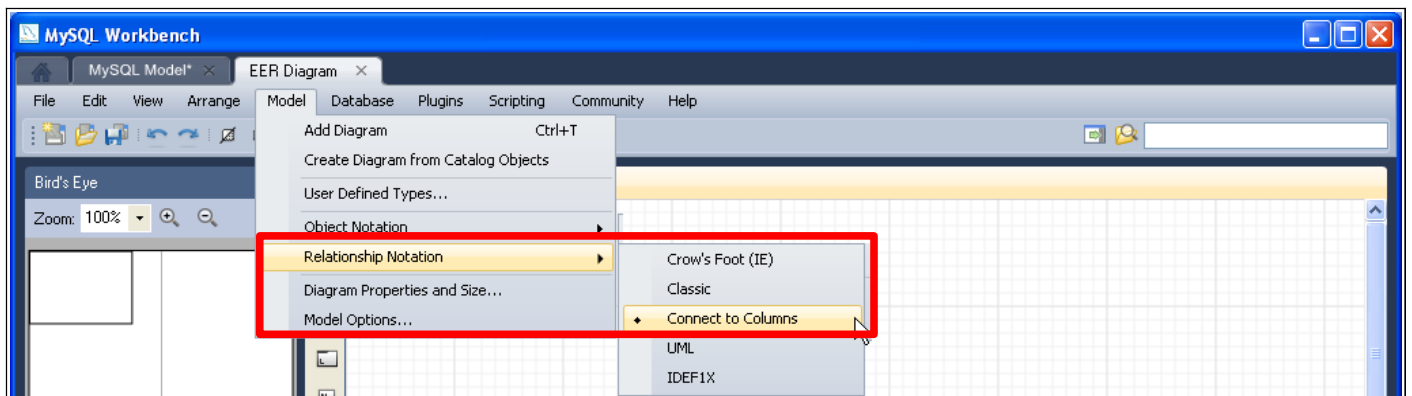 MySQL Workbench
MySQL Model* EER Diagram
File Edit View Arrange Model Database Plugins Scripting Community Help
Add Diagram Ctrl+T
Create Diagram from Catalog Objects
Bird's Eye
User Defined Types...
Zoom: 100%
Object Notation
Relationship Notation
Crow's Foot (IE)
Diagram Properties and Size...
Classic
Model Options...
Connect to Columns
UML
IDEF1X